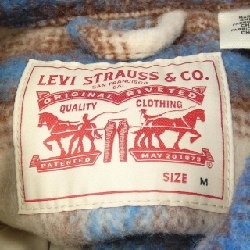 LEVI STRAUSS & CO.
SAN FRANCISCO
CAL.
ORIGINAL RIVETED
QUALITY CLOTHING
PATENTED MAY 20 1873
SIZE M